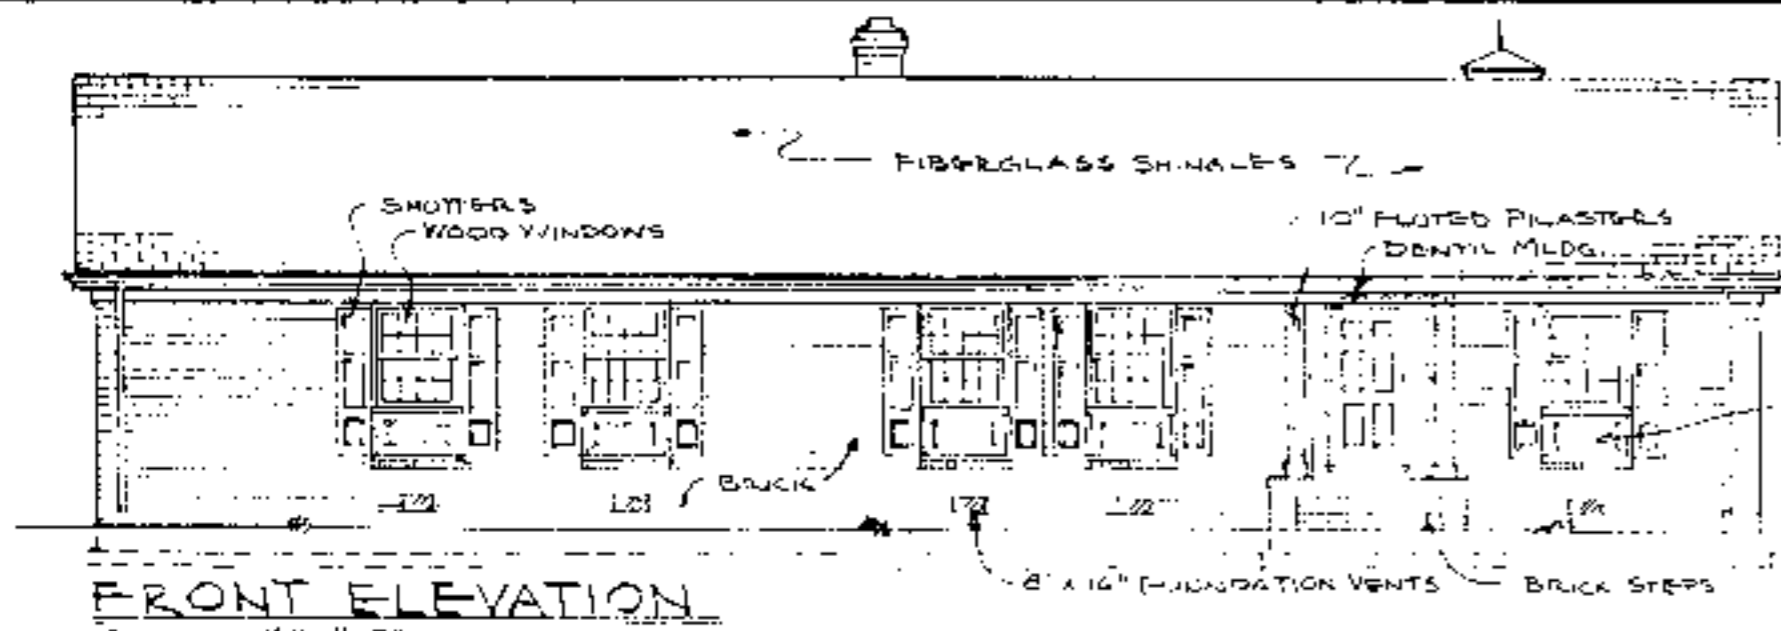 FIBERGLASS SHINGLES
SHUTTERS
WOOD WINDOWS
10" FLUTED PILASTERS
DENTIL MLDG.
BRICK
8" x 16" FOUNDATION VENTS
BRICK STEPS
FRONT ELEVATION